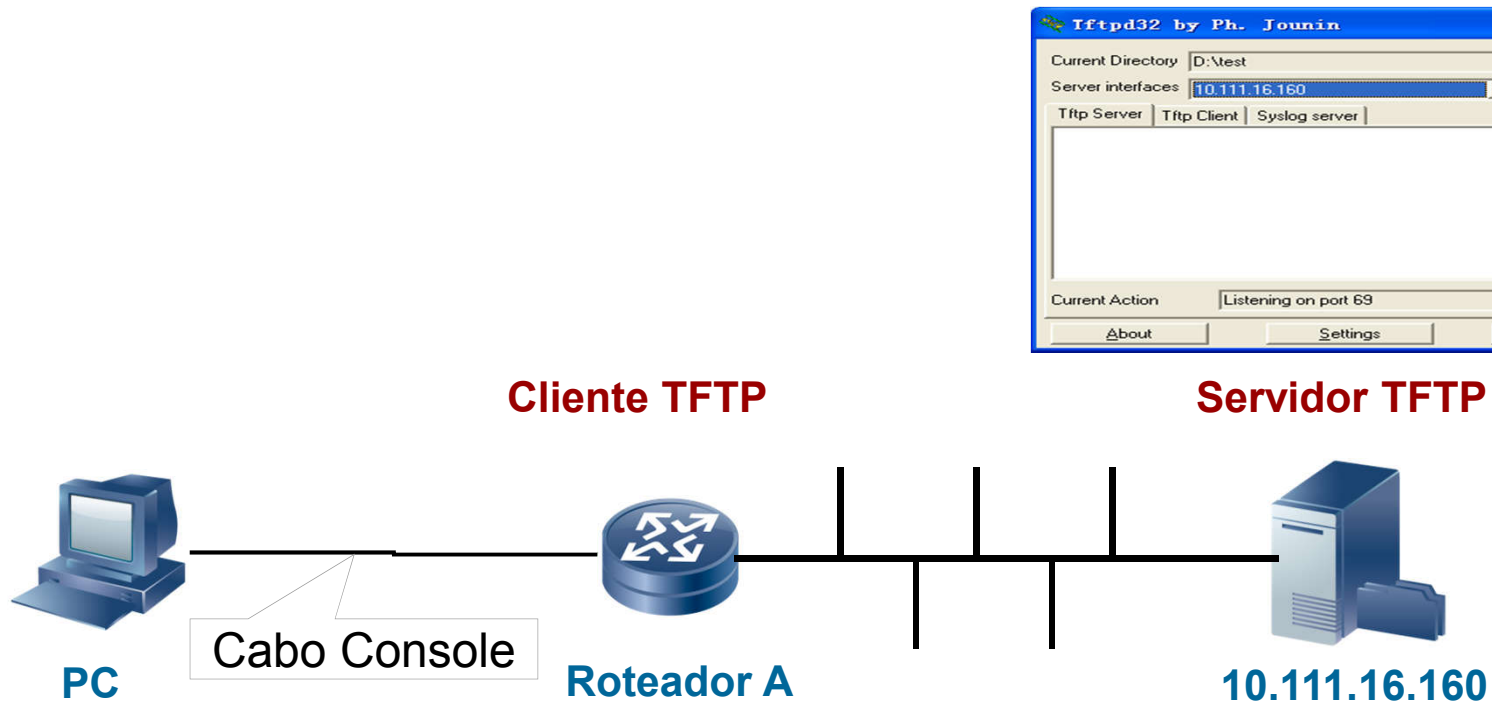 Tftpd32 by Ph. Jounin
Current Directory D:\test
Server interfaces 10.111.16.160
Tftp Server Tftp Client Syslog server
Current Action Listening on port 69
About Settings
Cliente TFTP Servidor TFTP
Cabo Console
PC Roteador A 10.111.16.160